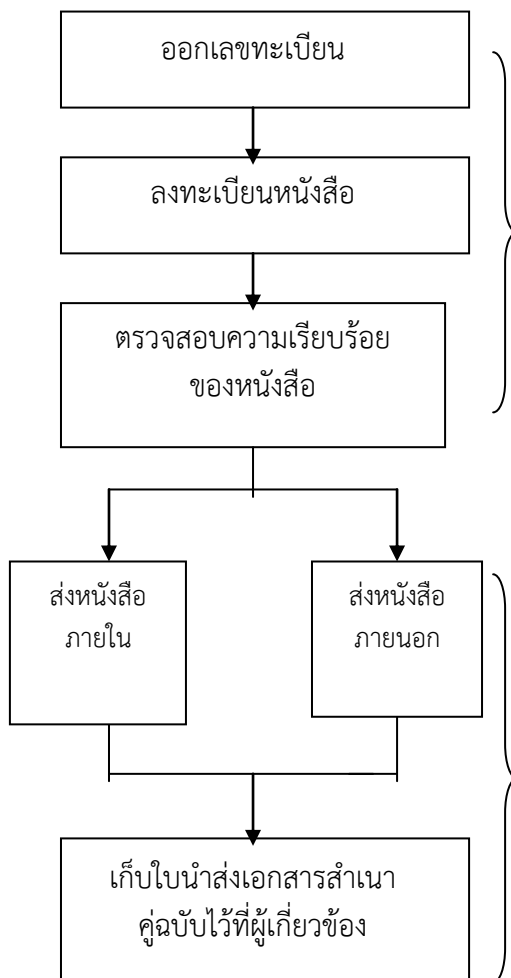 ออกเลขทะเบียน
ลงทะเบียนหนังสือ
ตรวจสอบความเรียบร้อย
ของหนังสือ
ส่งหนังสือ
ภายใน
ส่งหนังสือ
ภายนอก
เก็บใบนำส่งเอกสารสำเนา
คู่ฉบับไว้ที่ผู้เกี่ยวข้อง